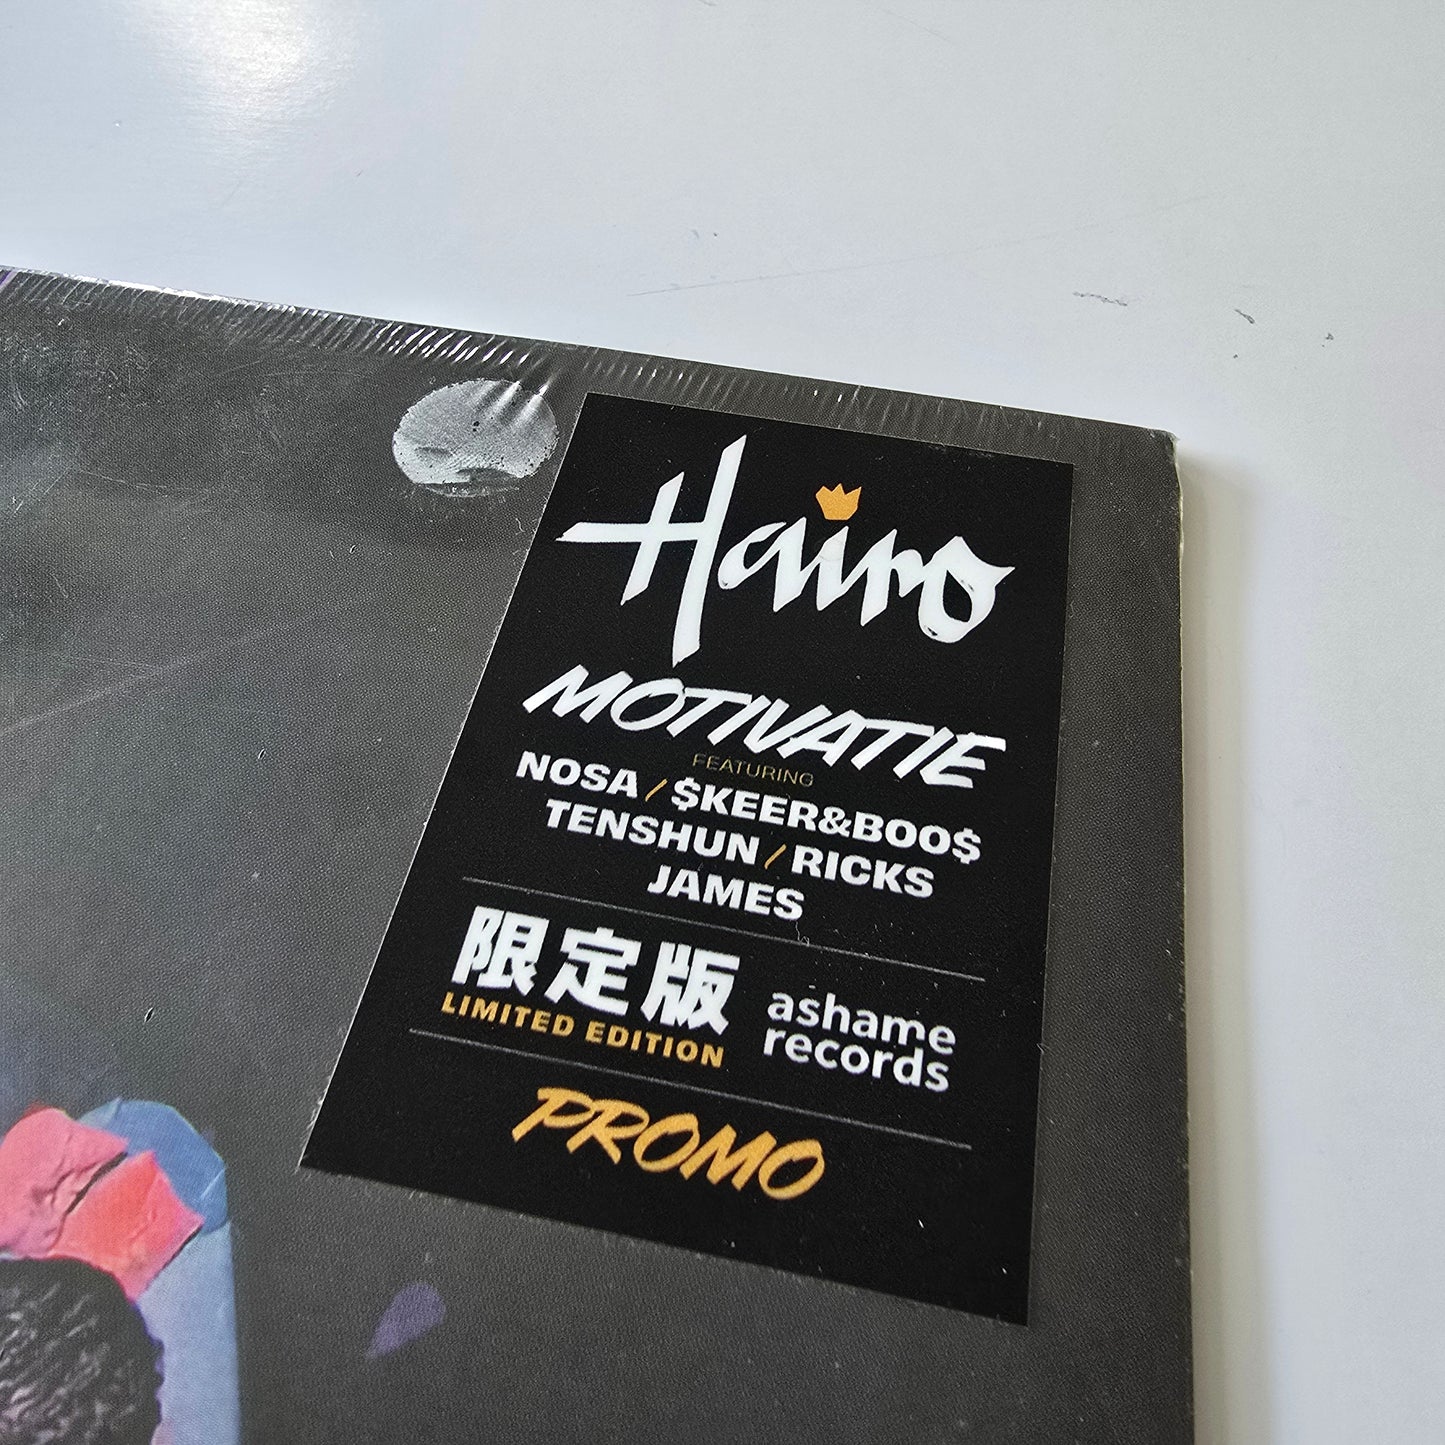 Hairo
MOTIVATIE
FEATURING
NOSA / $KEER&BOO$
TENSHUN / RICKS
JAMES
限定版
LIMITED EDITION
ashame
records
PROMO